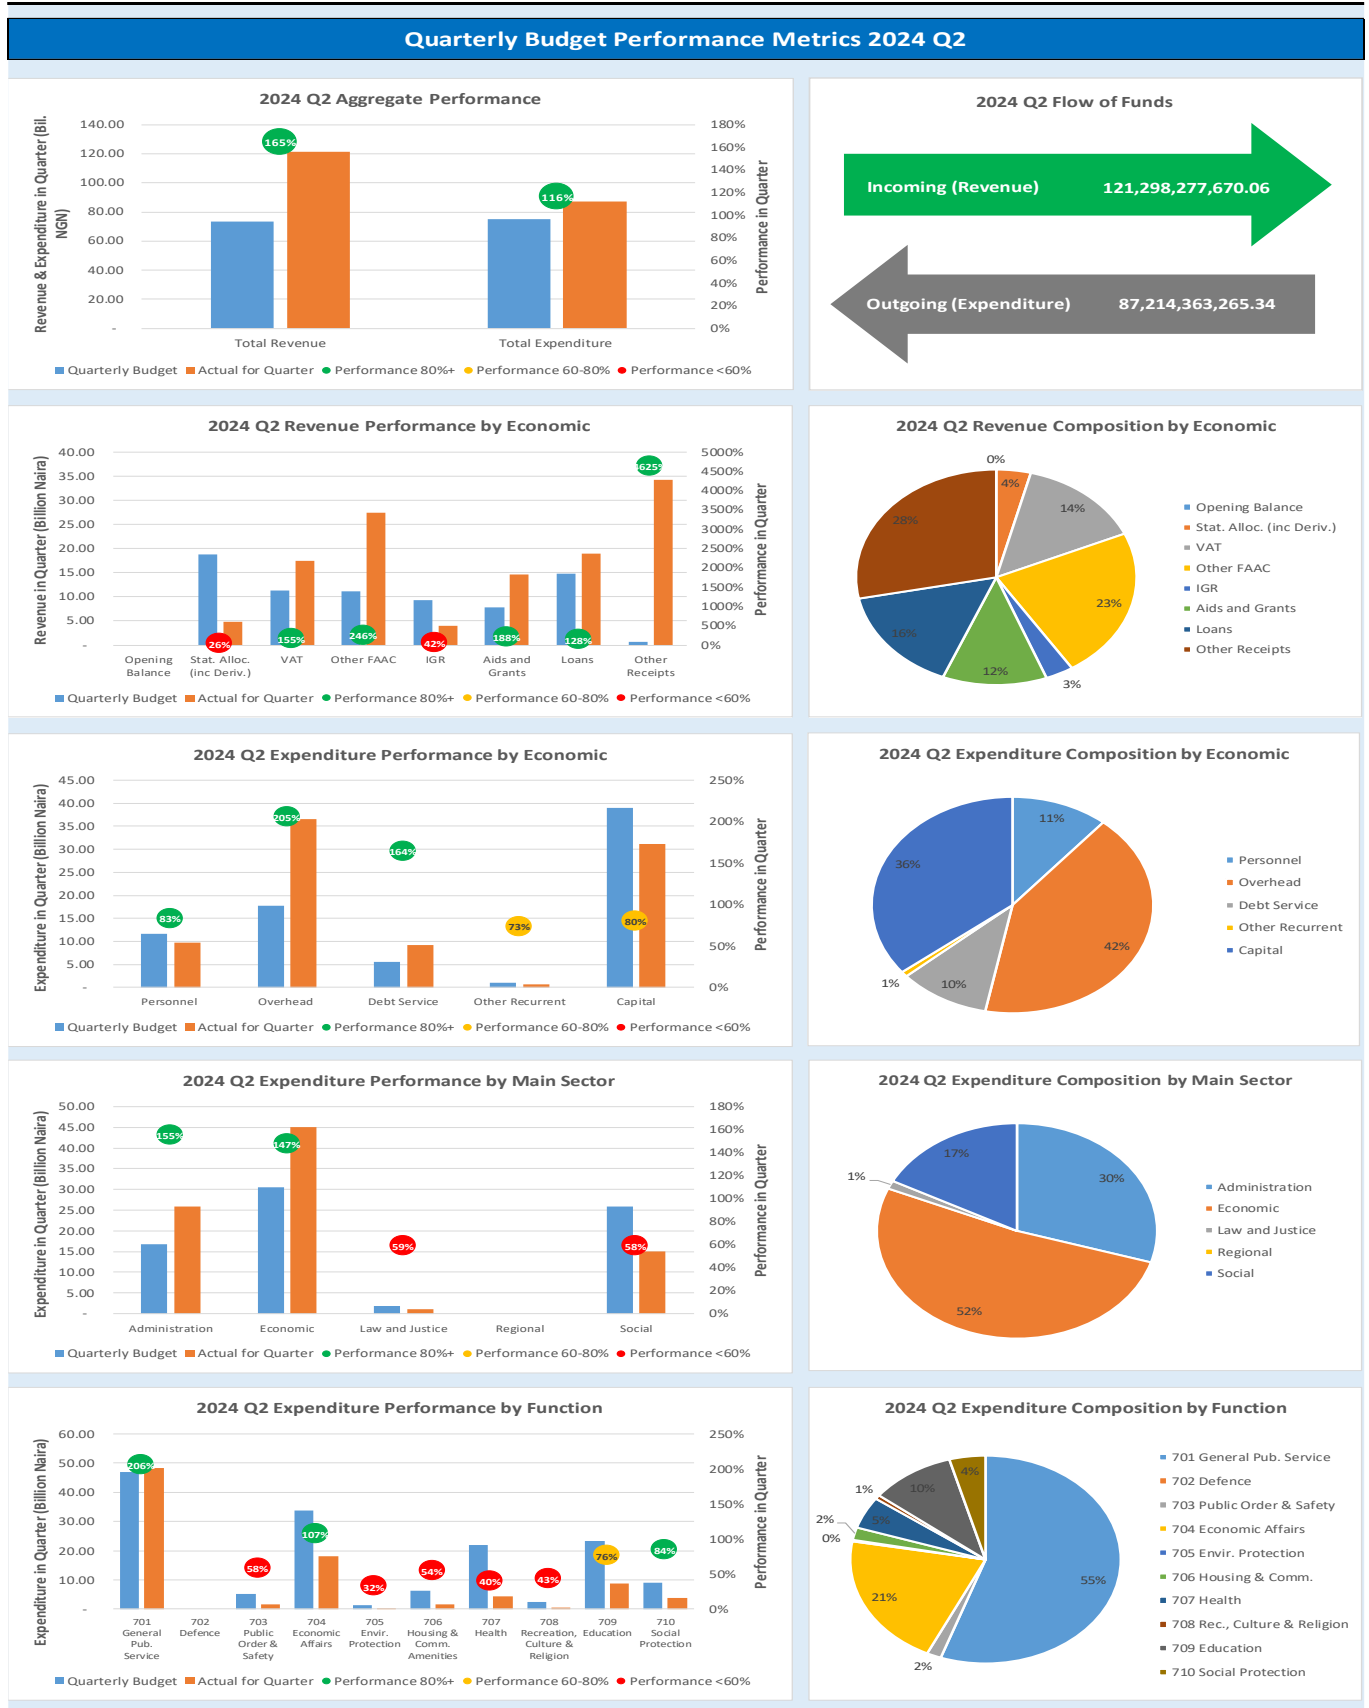 Quarterly Budget Performance Metrics 2024 Q2
2024 Q2 Aggregate Performance
Revenue & Expenditure in Quarter (Bil. NGN)
140.00
120.00
100.00
80.00
60.00
40.00
20.00
-
165%
116%
180%
160%
140%
120%
100%
80%
60%
40%
20%
0%
Performance in Quarter
Total Revenue
Total Expenditure
Quarterly Budget Actual for Quarter Performance 80%+ Performance 60-80% Performance <60%
2024 Q2 Flow of Funds
Incoming (Revenue) 121,298,277,670.06
Outgoing (Expenditure) 87,214,363,265.34
2024 Q2 Revenue Performance by Economic
Revenue in Quarter (Billion Naira)
40.00
35.00
30.00
25.00
20.00
15.00
10.00
5.00
-
26%
155%
246%
42%
188%
128%
5000%
4500%
4000%
3500%
3000%
2500%
2000%
1500%
1000%
500%
0%
Performance in Quarter
Opening Balance
Stat. Alloc. (inc Deriv.)
VAT
Other FAAC
IGR
Aids and Grants
Loans
Other Receipts
Quarterly Budget Actual for Quarter Performance 80%+ Performance 60-80% Performance <60%
2024 Q2 Revenue Composition by Economic
0%
4%
14%
23%
3%
12%
16%
28%
Opening Balance
Stat. Alloc. (inc Deriv.)
VAT
Other FAAC
IGR
Aids and Grants
Loans
Other Receipts
2024 Q2 Expenditure Performance by Economic
Expenditure in Quarter (Billion Naira)
45.00
40.00
35.00
30.00
25.00
20.00
15.00
10.00
5.00
-
83%
205%
164%
73%
80%
250%
200%
150%
100%
50%
0%
Performance in Quarter
Personnel
Overhead
Debt Service
Other Recurrent
Capital
Quarterly Budget Actual for Quarter Performance 80%+ Performance 60-80% Performance <60%
2024 Q2 Expenditure Composition by Economic
11%
42%
10%
1%
36%
Personnel
Overhead
Debt Service
Other Recurrent
Capital
2024 Q2 Expenditure Performance by Main Sector
Expenditure in Quarter (Billion Naira)
50.00
45.00
40.00
35.00
30.00
25.00
20.00
15.00
10.00
5.00
-
155%
147%
59%
58%
180%
160%
140%
120%
100%
80%
60%
40%
20%
0%
Performance in Quarter
Administration
Economic
Law and Justice
Regional
Social
Quarterly Budget Actual for Quarter Performance 80%+ Performance 60-80% Performance <60%
2024 Q2 Expenditure Composition by Main Sector
30%
52%
1%
17%
Administration
Economic
Law and Justice
Regional
Social
2024 Q2 Expenditure Performance by Function
Expenditure in Quarter (Billion Naira)
60.00
50.00
40.00
30.00
20.00
10.00
-
206%
58%
107%
32%
54%
40%
43%
76%
84%
250%
200%
150%
100%
50%
0%
Performance in Quarter
701 General Pub. Service
702 Defence
703 Public Order & Safety
704 Economic Affairs
705 Envir. Protection
706 Housing & Comm. Amenities
707 Health
708 Recreation, Culture & Religion
709 Education
710 Social Protection
Quarterly Budget Actual for Quarter Performance 80%+ Performance 60-80% Performance <60%
2024 Q2 Expenditure Composition by Function
55%
2%
21%
0%
2%
5%
1%
10%
4%
701 General Pub. Service
702 Defence
703 Public Order & Safety
704 Economic Affairs
705 Envir. Protection
706 Housing & Comm.
707 Health
708 Rec., Culture & Religion
709 Education
710 Social Protection